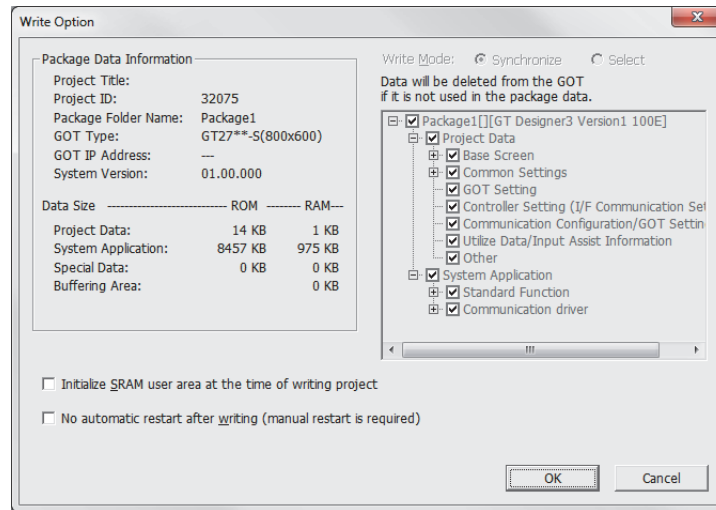 Write Option
Package Data Information
Project Title:
Project ID: 32075
Package Folder Name: Package1
GOT Type: GT27**-S(800x600)
GOT IP Address: ---
System Version: 01.00.000
Data Size --------------------------- ROM -------- RAM---
Project Data: 14 KB 1 KB
System Application: 8457 KB 975 KB
Special Data: 0 KB 0 KB
Buffering Area: 0 KB
Write Mode: Synchronize Select
Data will be deleted from the GOT
if it is not used in the package data.
Package1[][GT Designer3 Version1 100E]
Project Data
Base Screen
Common Settings
GOT Setting
Controller Setting (I/F Communication Set
Communication Configuration/GOT Settin
Utilize Data/Input Assist Information
Other
System Application
Standard Function
Communication driver
Initialize SRAM user area at the time of writing project
No automatic restart after writing (manual restart is required)
OK
Cancel